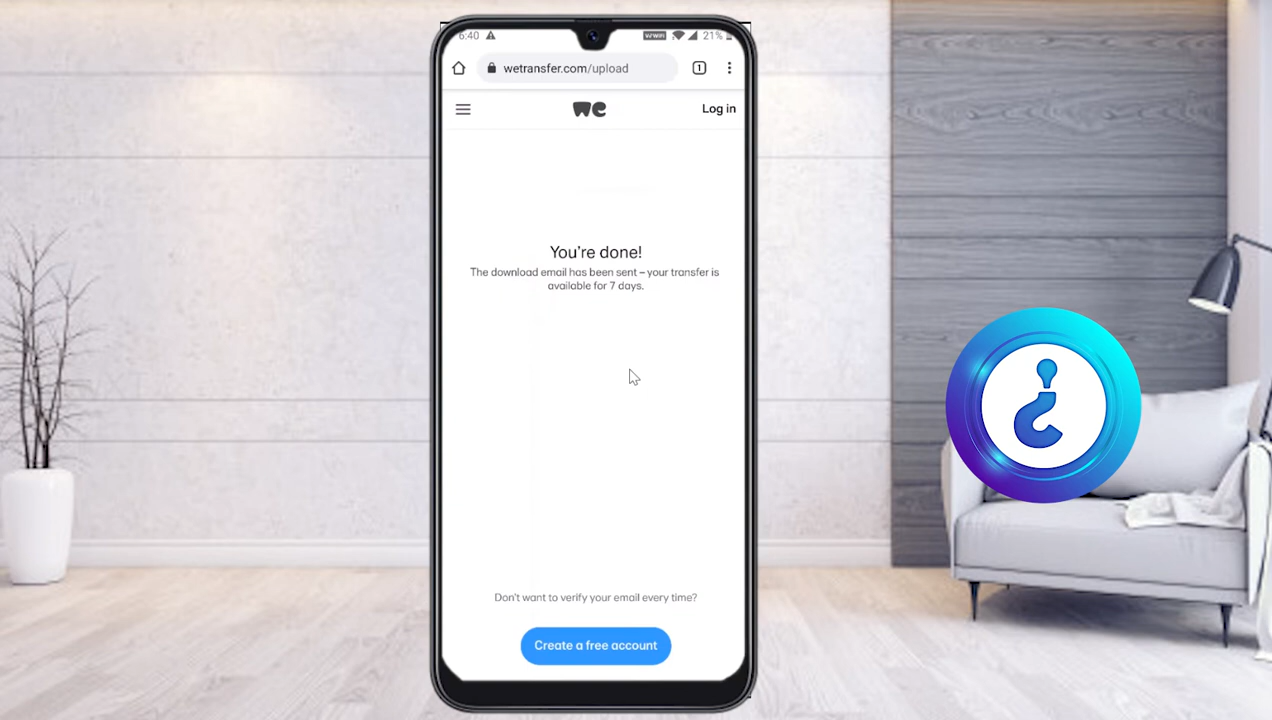 6:40
21%
wetransfer.com/upload
1
we
Log in
You're done!
The download email has been sent – your transfer is
available for 7 days.
Don't want to verify your email every time?
Create a free account